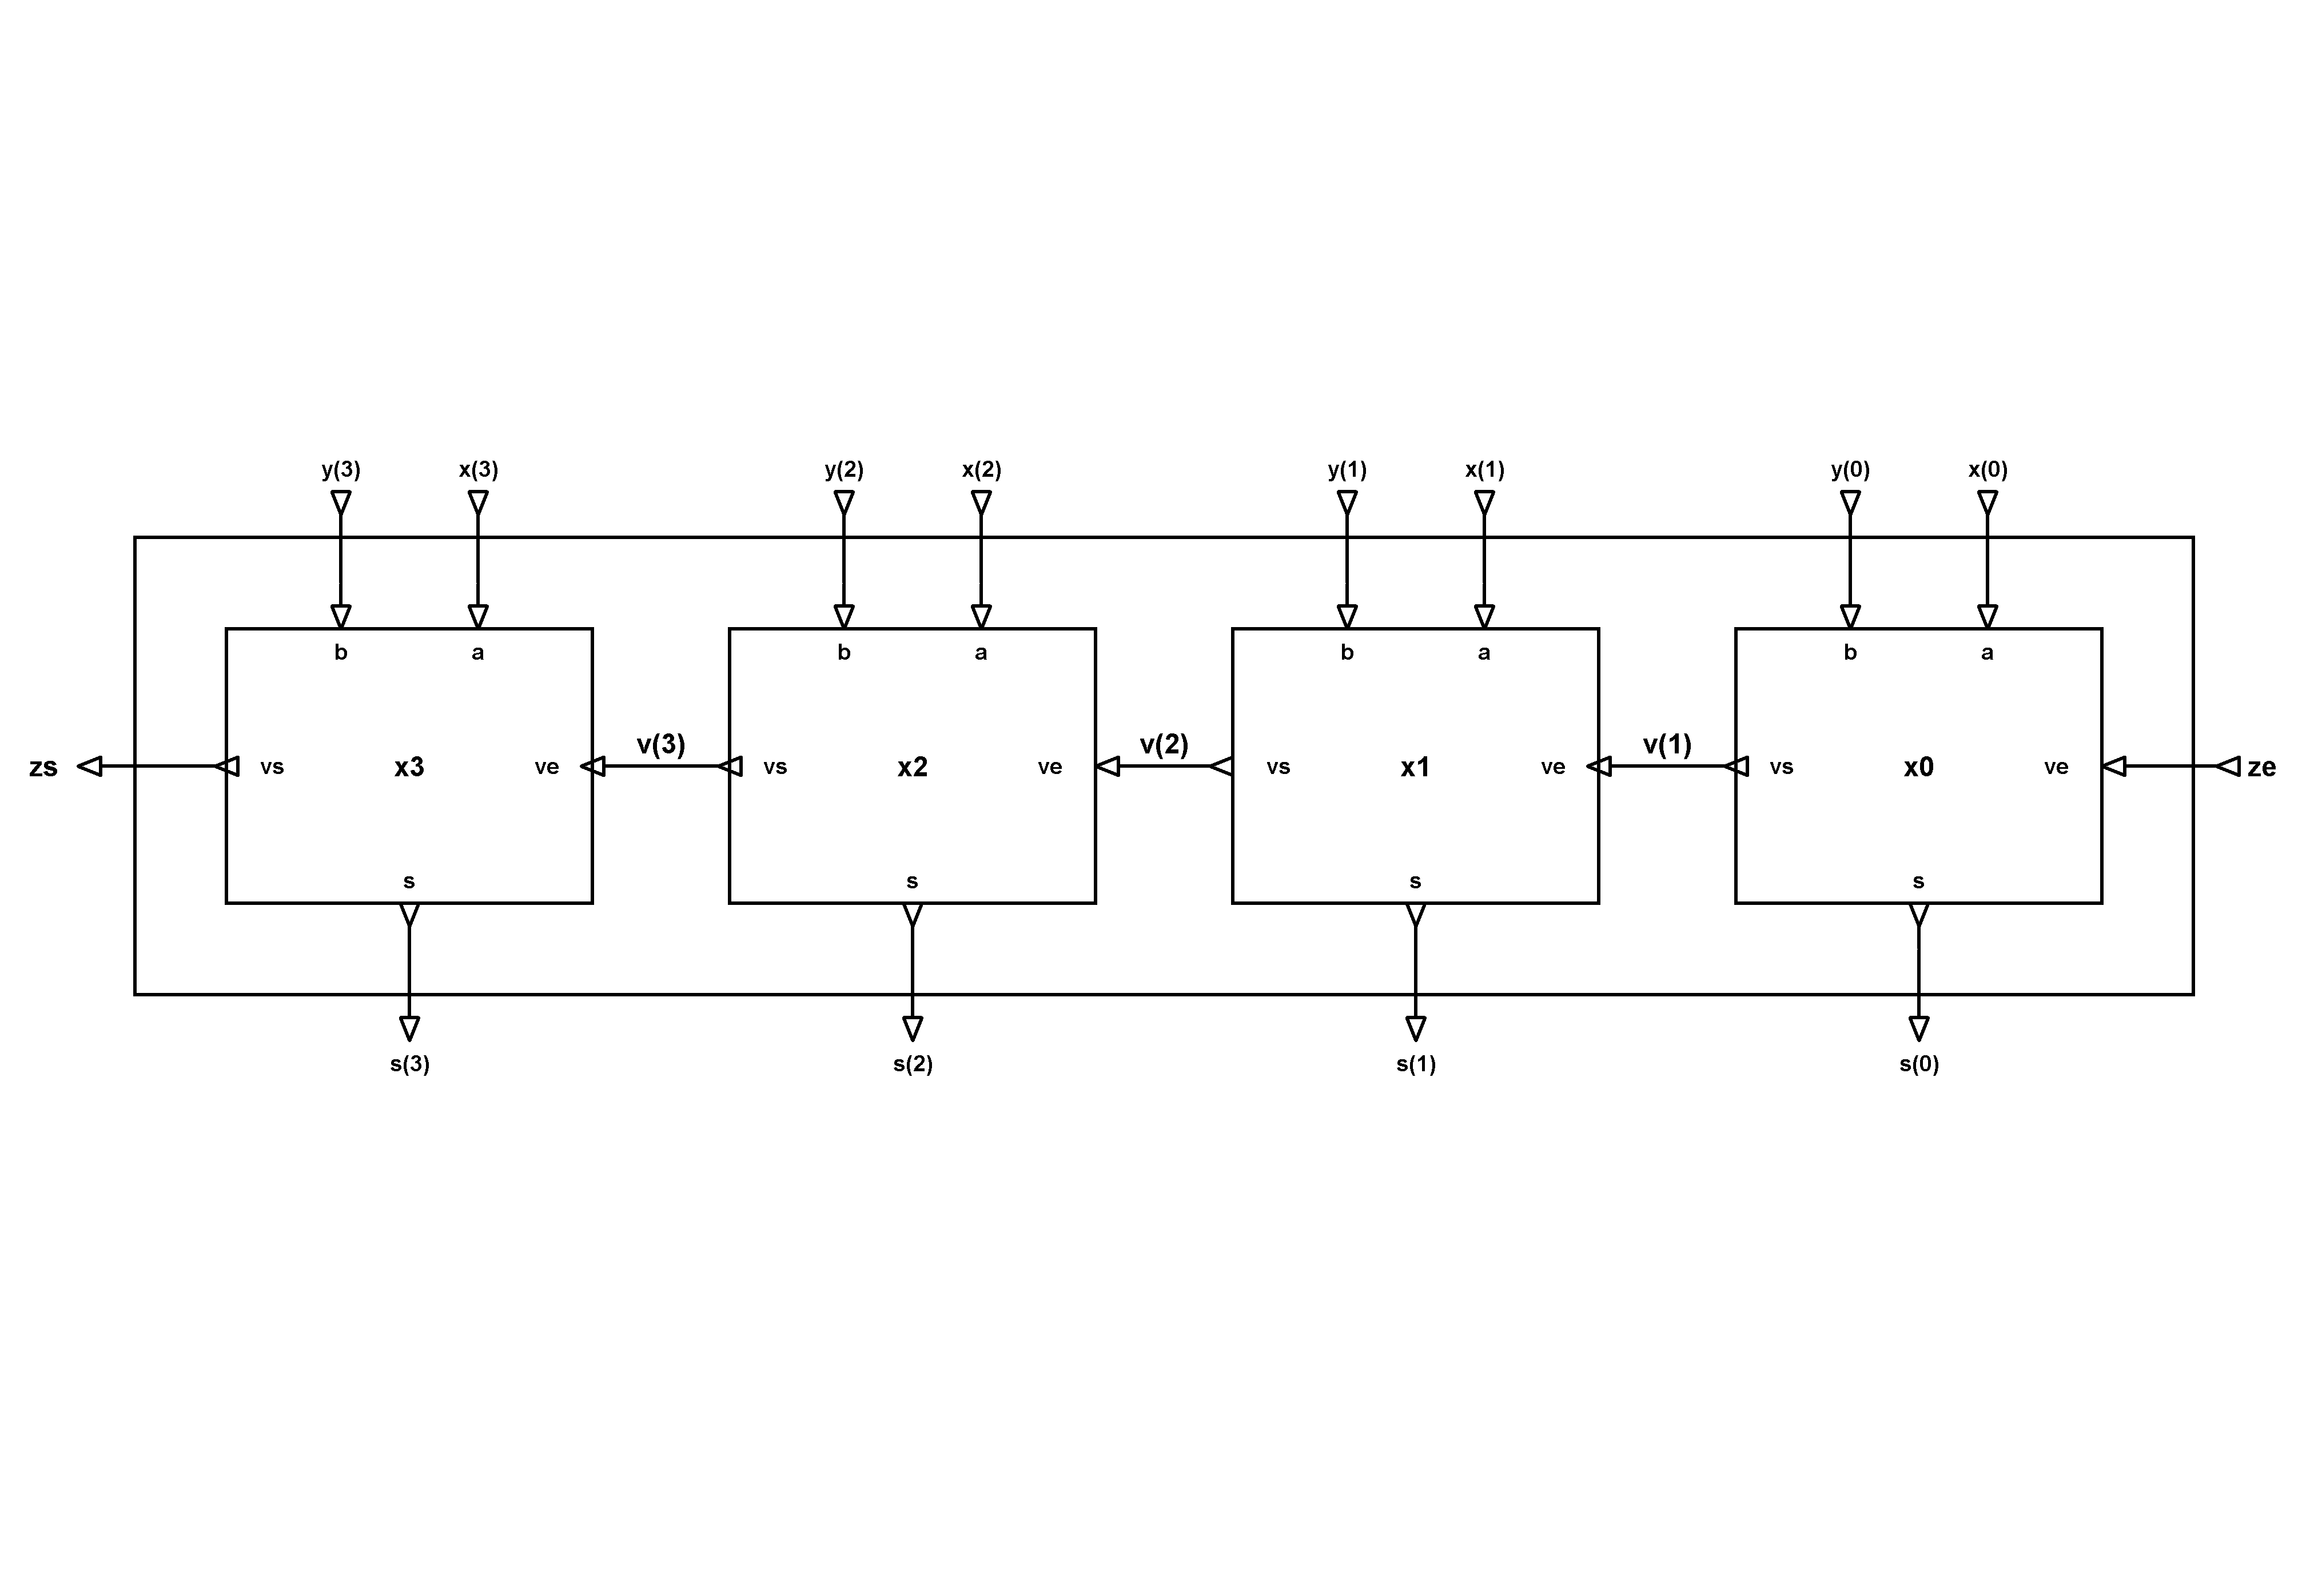 y(3) x(3) y(2) x(2) y(1) x(1) y(0) x(0)
b a b a b a b a
v(3) v(2) v(1)
zs vs x3 ve vs x2 ve vs x1 ve vs x0 ve ze
s s s s
s(3) s(2) s(1) s(0)